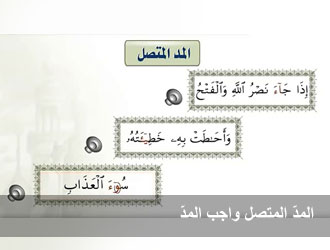 المد المتصل
إِذَا جَآءَ نَصْرُ ٱللَّهِ وَٱلْفَتْحُ
وَأَحَـٰطَتْ بِهِۦ خَطِيٓـَٔتُهُۥ
سُوٓءَ ٱلْعَذَابِ
المدّ المتصل واجب المدّ